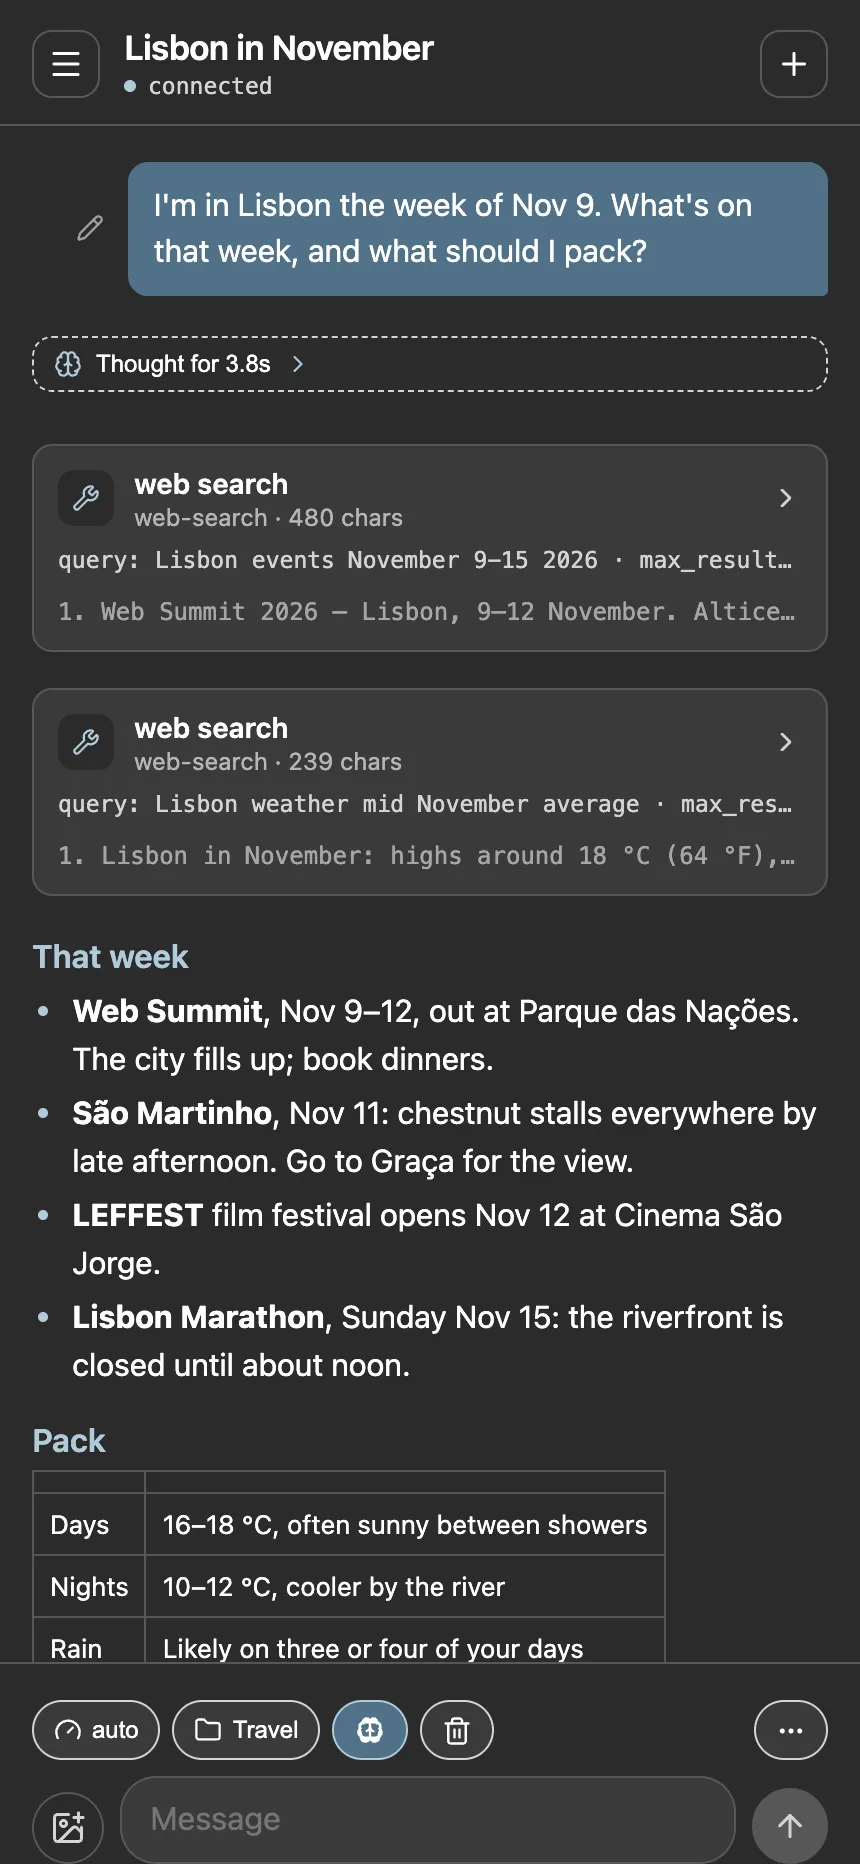 Lisbon in November
connected
I'm in Lisbon the week of Nov 9. What's on
that week, and what should I pack?
Thought for 3.8s
web search
web-search · 480 chars
query: Lisbon events November 9–15 2026 · max_result…
1. Web Summit 2026 — Lisbon, 9–12 November. Altice…
web search
web-search · 239 chars
query: Lisbon weather mid November average · max_res…
1. Lisbon in November: highs around 18 °C (64 °F),…
That week
• Web Summit, Nov 9–12, out at Parque das Nações.
The city fills up; book dinners.
• São Martinho, Nov 11: chestnut stalls everywhere by
late afternoon. Go to Graça for the view.
• LEFFEST film festival opens Nov 12 at Cinema São
Jorge.
• Lisbon Marathon, Sunday Nov 15: the riverfront is
closed until about noon.
Pack
Days 16–18 °C, often sunny between showers
Nights 10–12 °C, cooler by the river
Rain Likely on three or four of your days
auto Travel
Message